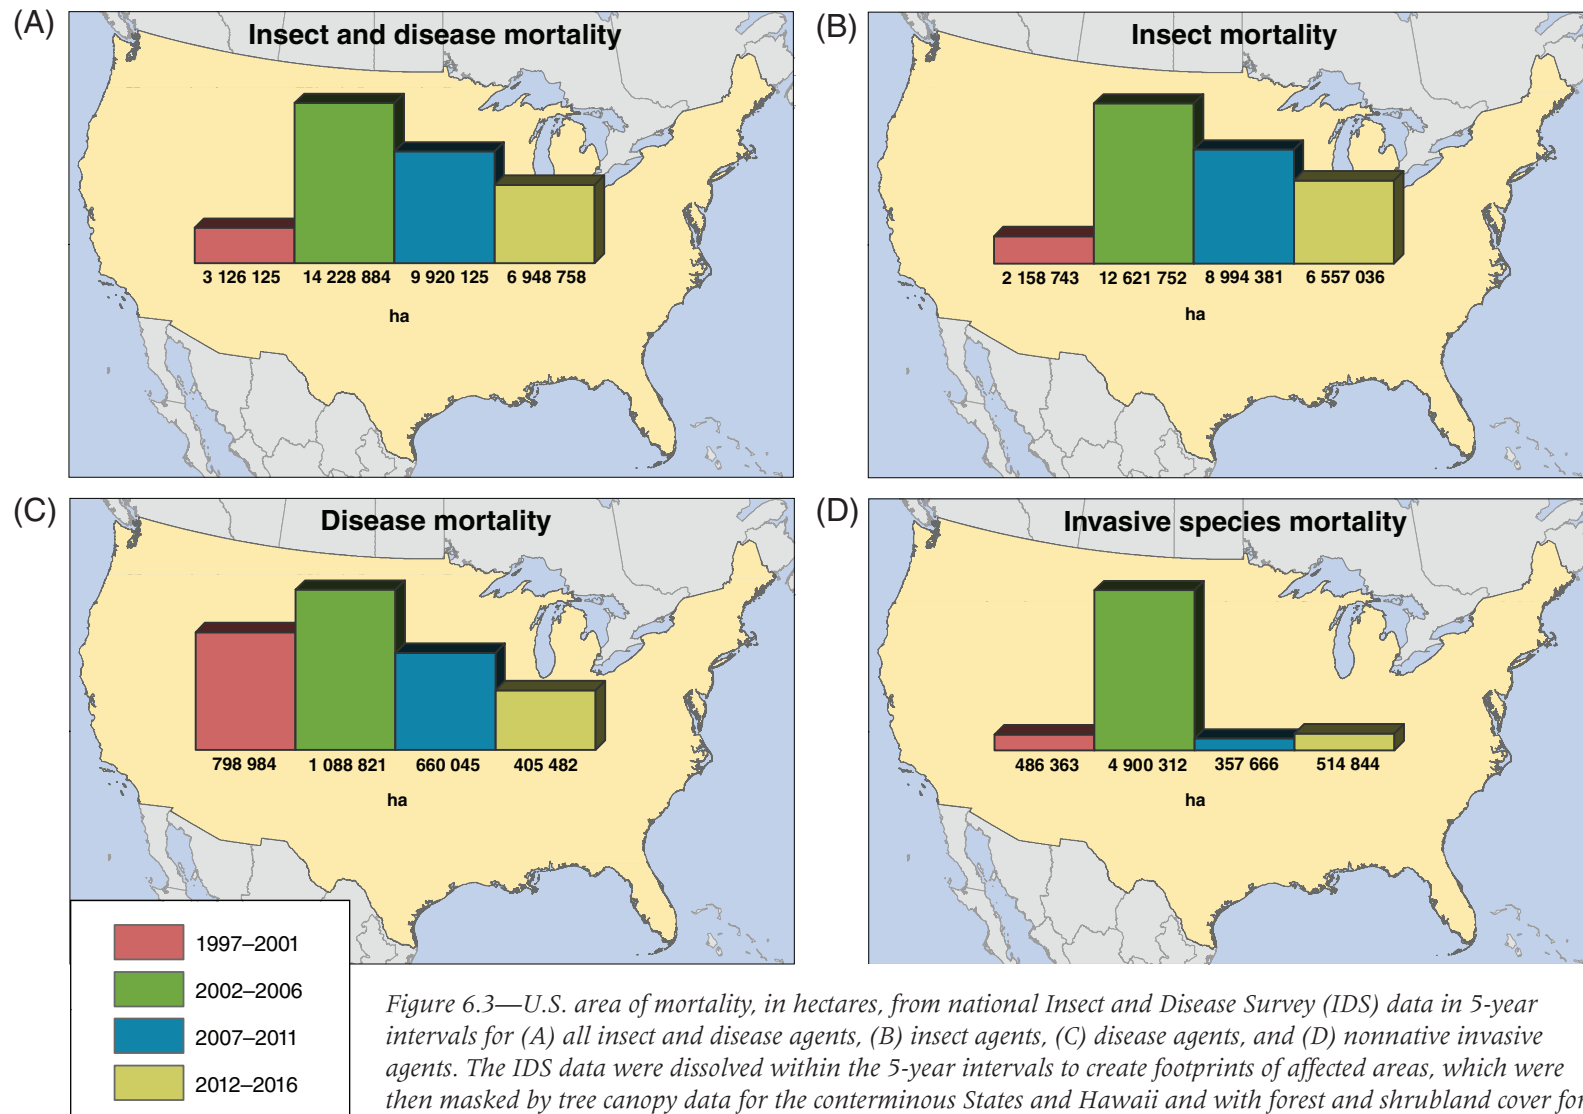 (A)
Insect and disease mortality
3 126 125 14 228 884 9 920 125 6 948 758
ha
(B)
Insect mortality
2 158 743 12 621 752 8 994 381 6 557 036
ha
(C)
Disease mortality
798 984 1 088 821 660 045 405 482
ha
(D)
Invasive species mortality
486 363 4 900 312 357 666 514 844
ha
1997–2001
2002–2006
2007–2011
2012–2016
Figure 6.3—U.S. area of mortality, in hectares, from national Insect and Disease Survey (IDS) data in 5-year
intervals for (A) all insect and disease agents, (B) insect agents, (C) disease agents, and (D) nonnative invasive
agents. The IDS data were dissolved within the 5-year intervals to create footprints of affected areas, which were
then masked by tree canopy data for the conterminous States and Hawaii and with forest and shrubland cover for